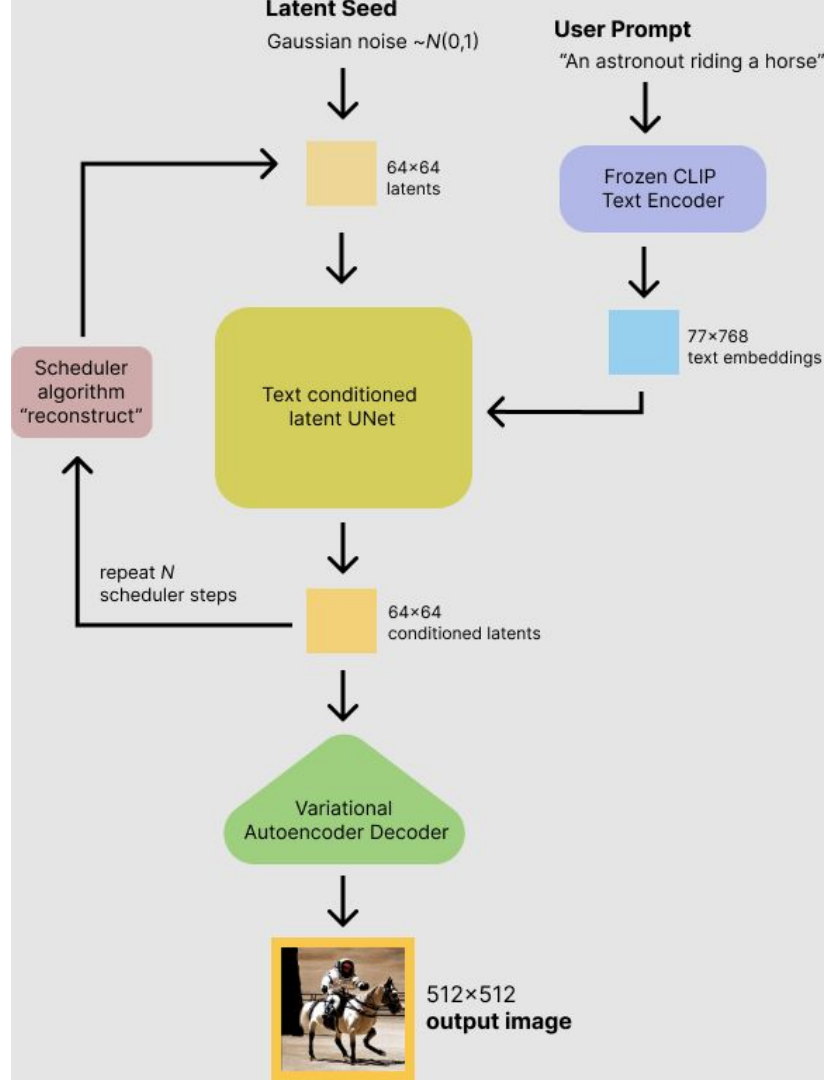 Latent Seed
Gaussian noise ~N(0,1)
User Prompt
“An astronout riding a horse”
64×64
latents
Frozen CLIP
Text Encoder
77×768
text embeddings
Scheduler
algorithm
“reconstruct”
Text conditioned
latent UNet
repeat N
scheduler steps
64×64
conditioned latents
Variational
Autoencoder Decoder
512×512
output image